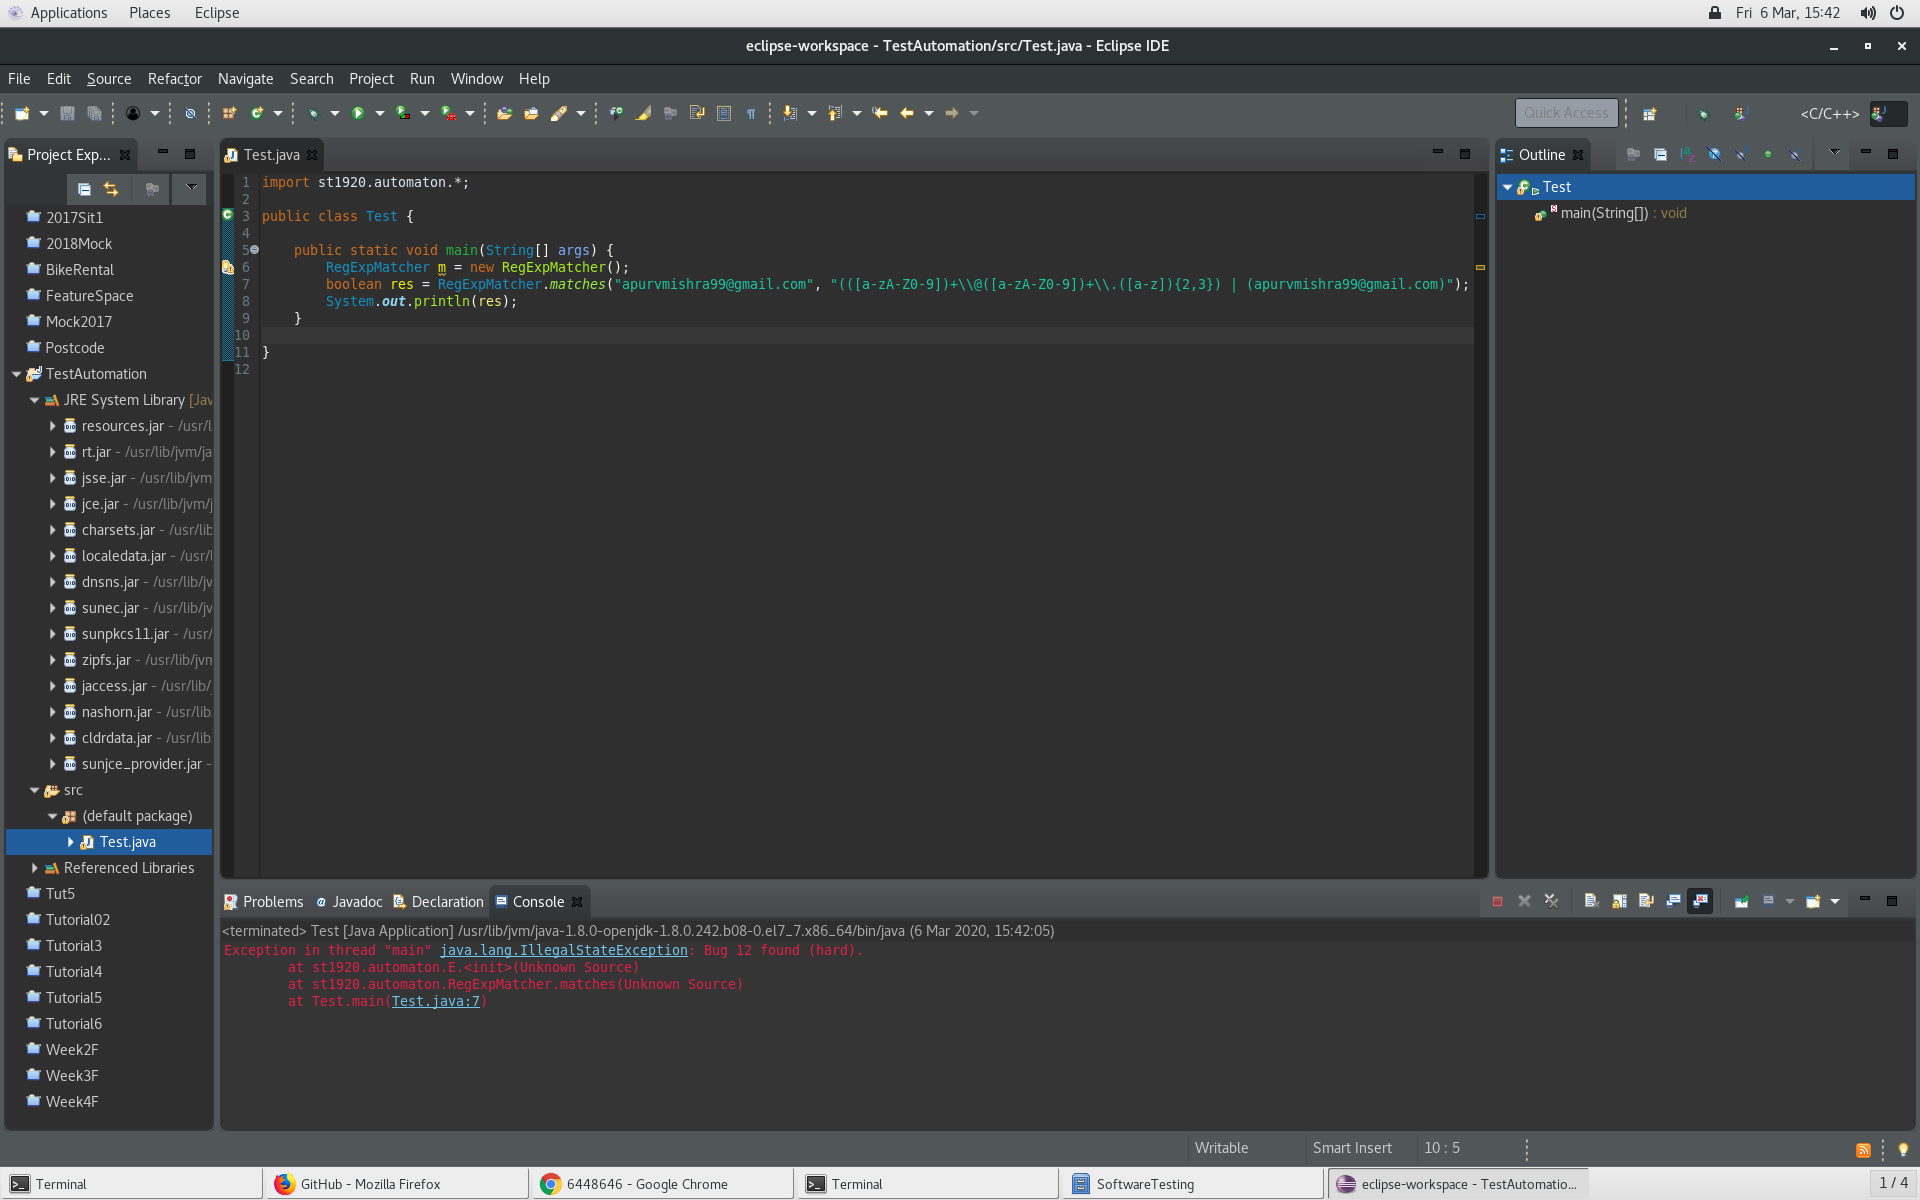 Applications Places Eclipse Fri 6 Mar, 15:42
eclipse-workspace - TestAutomation/src/Test.java - Eclipse IDE
File Edit Source Refactor Navigate Search Project Run Window Help
Quick Access <C/C++>
Project Exp...
2017Sit1
2018Mock
BikeRental
FeatureSpace
Mock2017
Postcode
TestAutomation
JRE System Library [Jav
resources.jar - /usr/l
rt.jar - /usr/lib/jvm/ja
jsse.jar - /usr/lib/jvm
jce.jar - /usr/lib/jvm/j
charsets.jar - /usr/lib
localedata.jar - /usr/l
dnsns.jar - /usr/lib/jv
sunec.jar - /usr/lib/jv
sunpkcs11.jar - /usr/
zipfs.jar - /usr/lib/jvm
jaccess.jar - /usr/lib/
nashorn.jar - /usr/lib
cldrdata.jar - /usr/lib
sunjce_provider.jar -
src
(default package)
Test.java
Referenced Libraries
Tut5
Tutorial02
Tutorial3
Tutorial4
Tutorial5
Tutorial6
Week2F
Week3F
Week4F
Test.java
1 import st1920.automaton.*;
2
3 public class Test {
4
5 public static void main(String[] args) {
6 RegExpMatcher m = new RegExpMatcher();
7 boolean res = RegExpMatcher.matches("apurvmishra99@gmail.com", "(([a-zA-Z0-9])+\\@([a-zA-Z0-9])+\\.([a-z]){2,3}) | (apurvmishra99@gmail.com)");
8 System.out.println(res);
9 }
10
11 }
12
Outline
Test
main(String[]) : void
Problems @ Javadoc Declaration Console
<terminated> Test [Java Application] /usr/lib/jvm/java-1.8.0-openjdk-1.8.0.242.b08-0.el7_7.x86_64/bin/java (6 Mar 2020, 15:42:05)
Exception in thread "main" java.lang.IllegalStateException: Bug 12 found (hard).
at st1920.automaton.E.<init>(Unknown Source)
at st1920.automaton.RegExpMatcher.matches(Unknown Source)
at Test.main(Test.java:7)
Writable Smart Insert 10 : 5
Terminal GitHub - Mozilla Firefox 6448646 - Google Chrome Terminal SoftwareTesting eclipse-workspace - TestAutomatio... 1 / 4